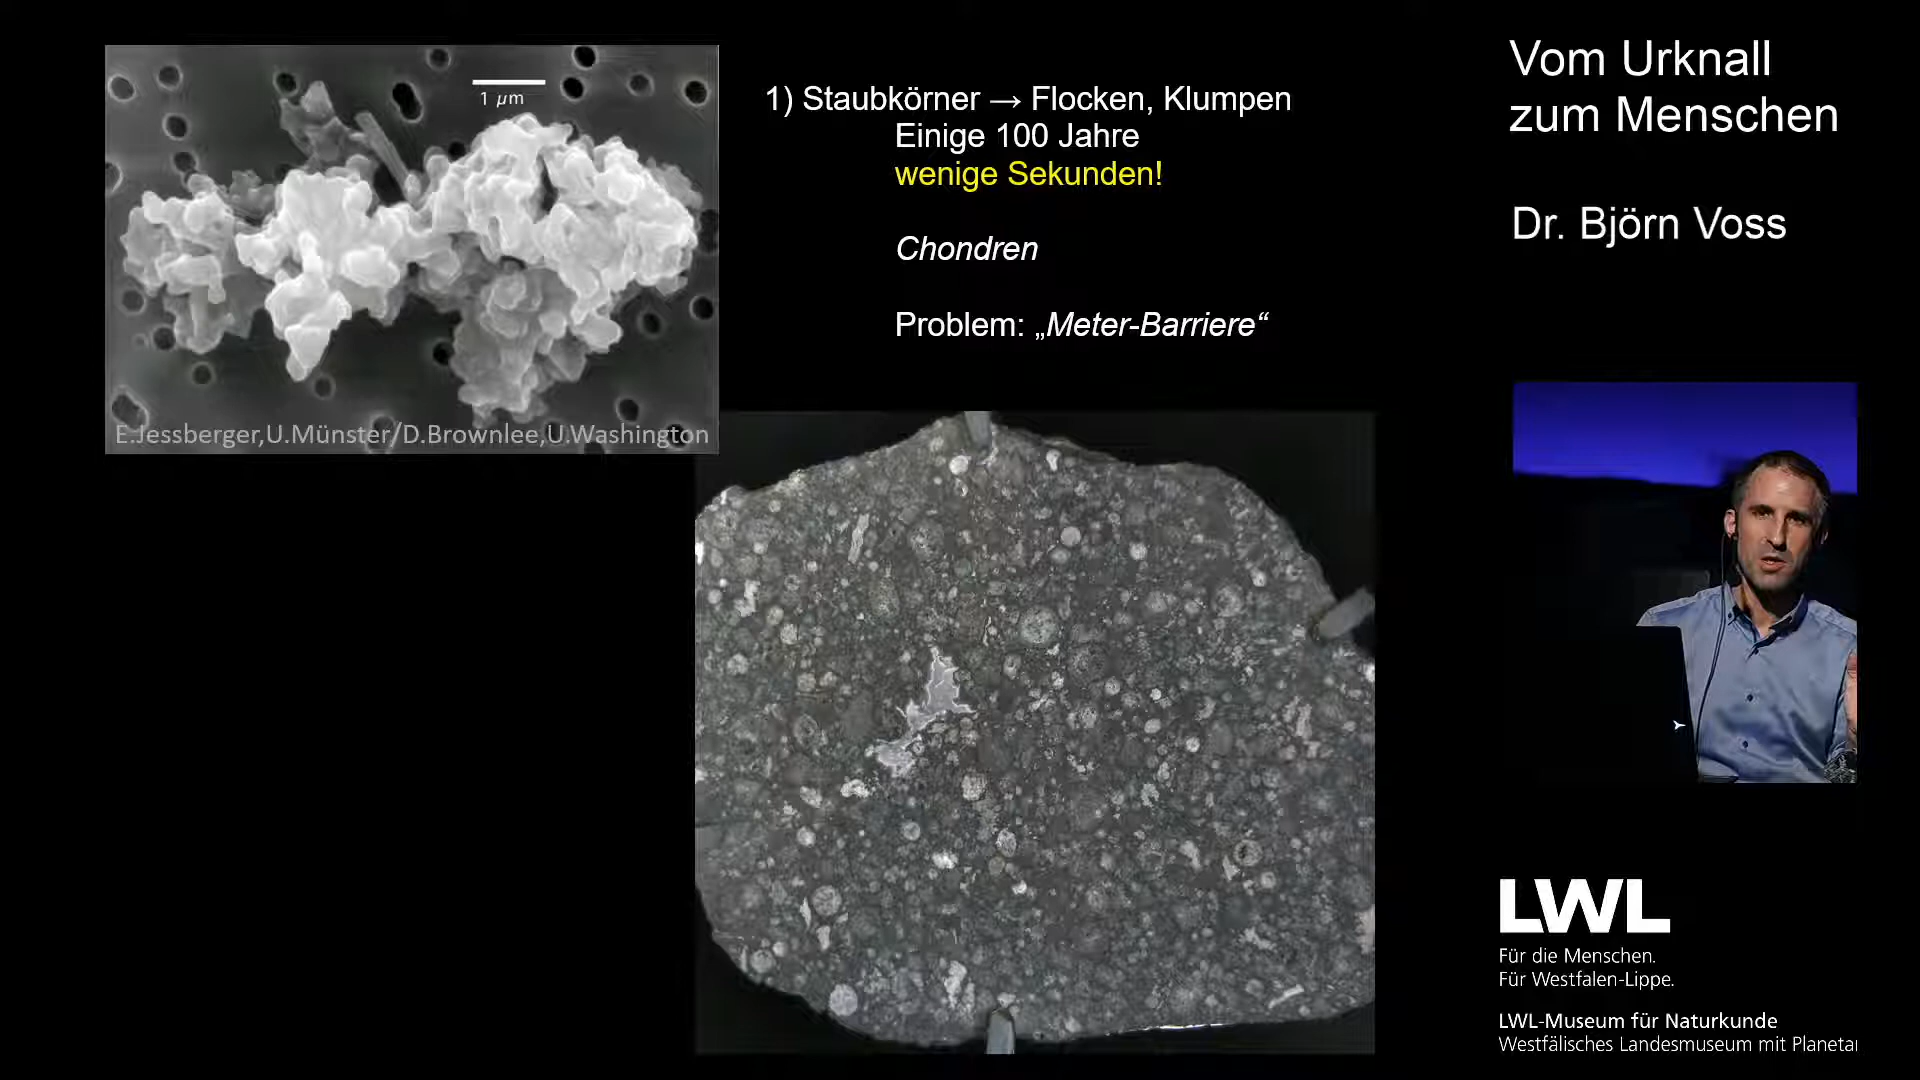 1 µm
E.Jessberger,U.Münster/D.Brownlee,U.Washington
1) Staubkörner → Flocken, Klumpen
Einige 100 Jahre
wenige Sekunden!
Chondren
Problem: „Meter-Barriere“
Vom Urknall
zum Menschen
Dr. Björn Voss
LWL
Für die Menschen.
Für Westfalen-Lippe.
LWL-Museum für Naturkunde
Westfälisches Landesmuseum mit Planetar